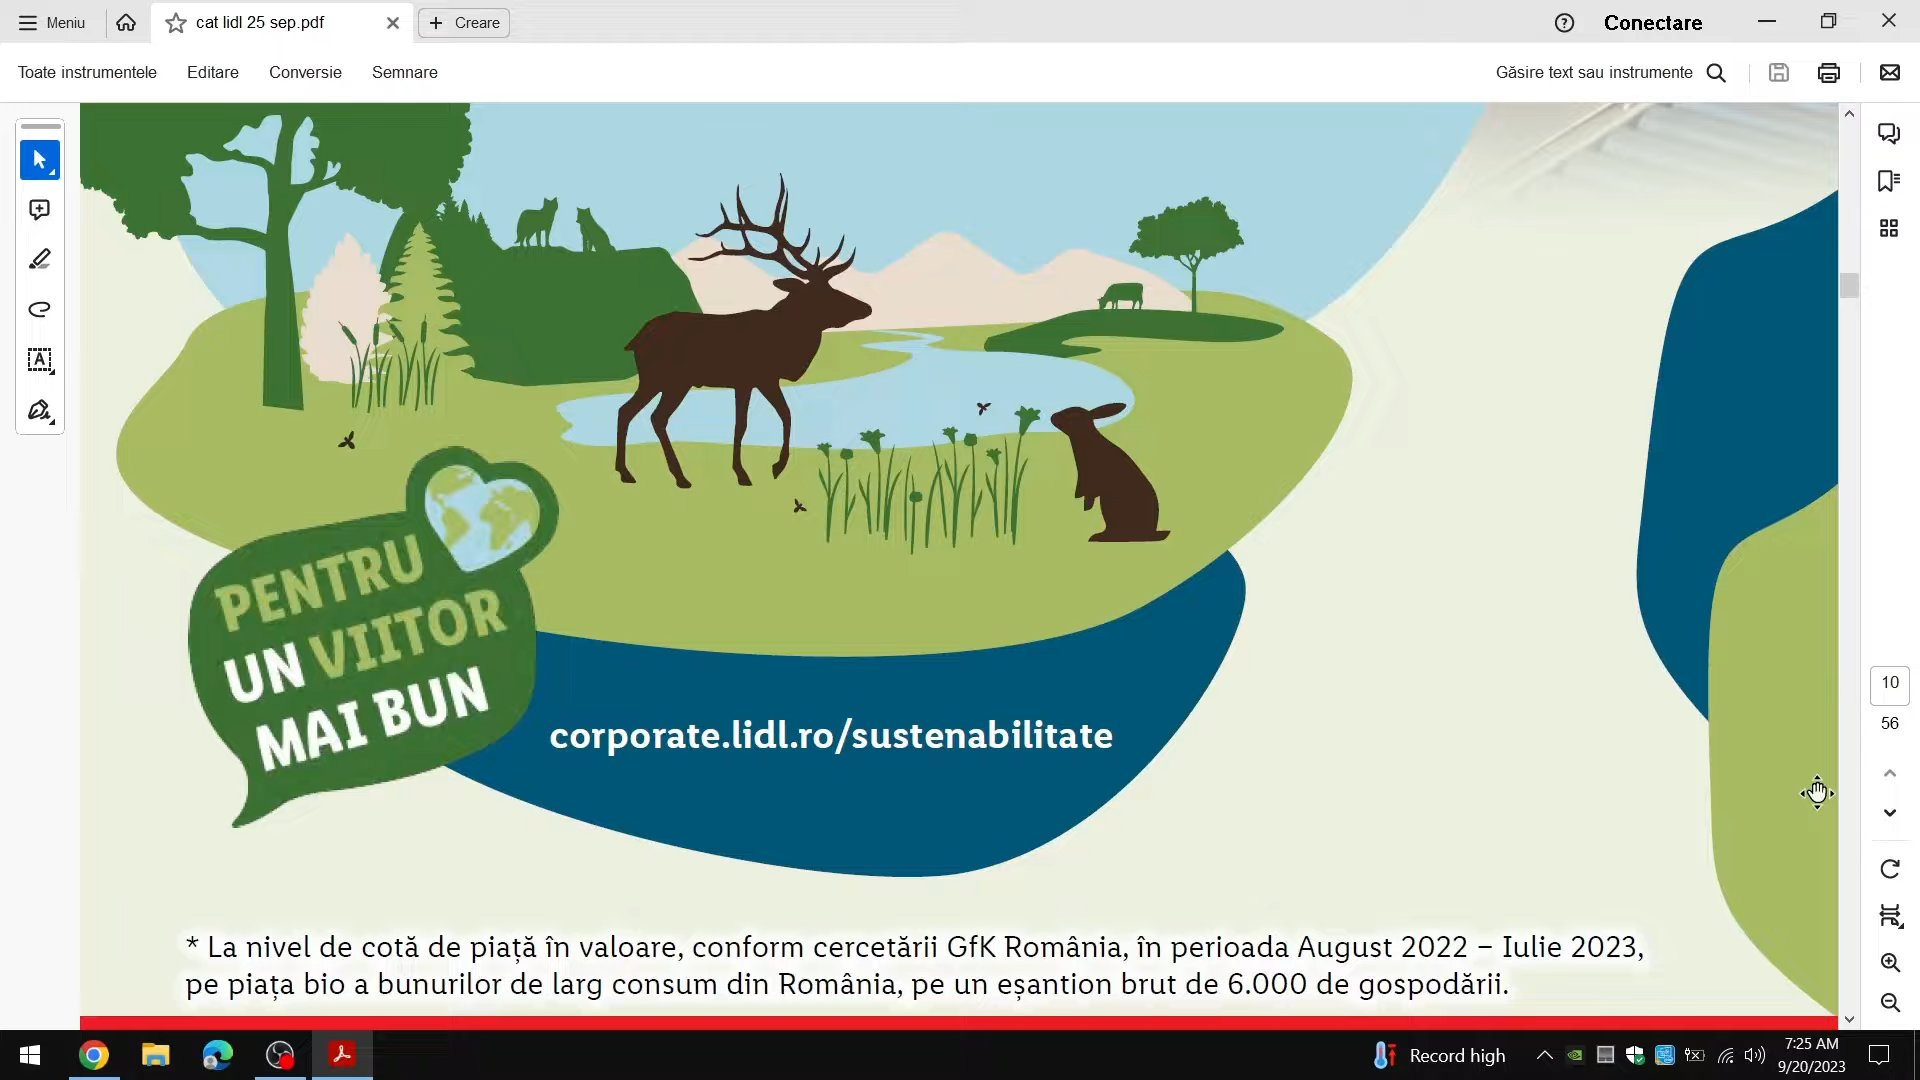 Meniu
cat lidl 25 sep.pdf
Creare
Conectare
Toate instrumentele
Editare
Conversie
Semnare
Găsire text sau instrumente
PENTRU
UN VIITOR
MAI BUN
corporate.lidl.ro/sustenabilitate
* La nivel de cotă de piață în valoare, conform cercetării GfK România, în perioada August 2022 – Iulie 2023,
pe piața bio a bunurilor de larg consum din România, pe un eșantion brut de 6.000 de gospodării.
10
56
Record high
7:25 AM
9/20/2023